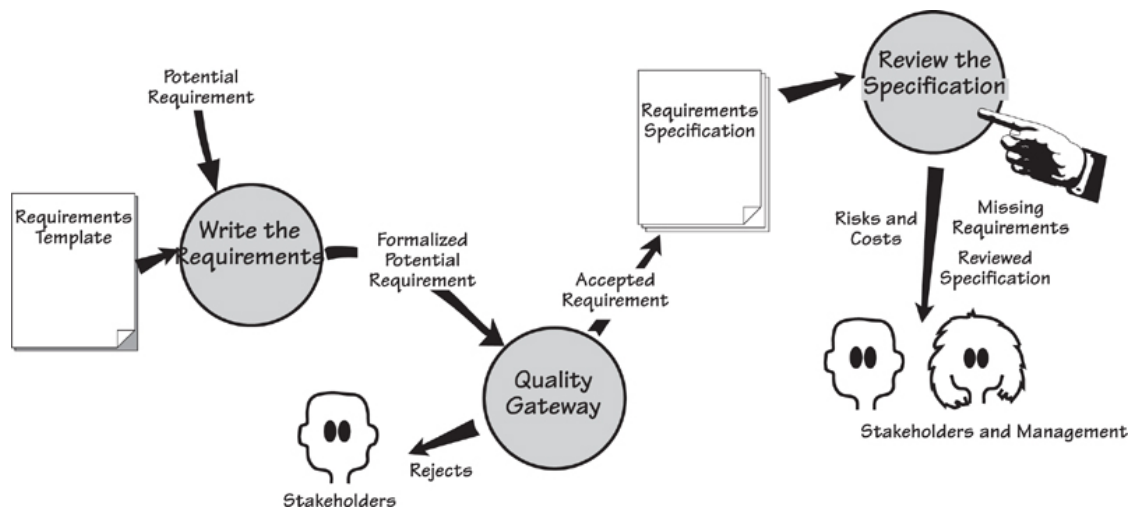 Potential
Requirement
Requirements
Template
Write the
Requirements
Formalized
Potential
Requirement
Quality
Gateway
Rejects
Stakeholders
Accepted
Requirement
Requirements
Specification
Review the
Specification
Risks and
Costs
Missing
Requirements
Reviewed
Specification
Stakeholders and Management